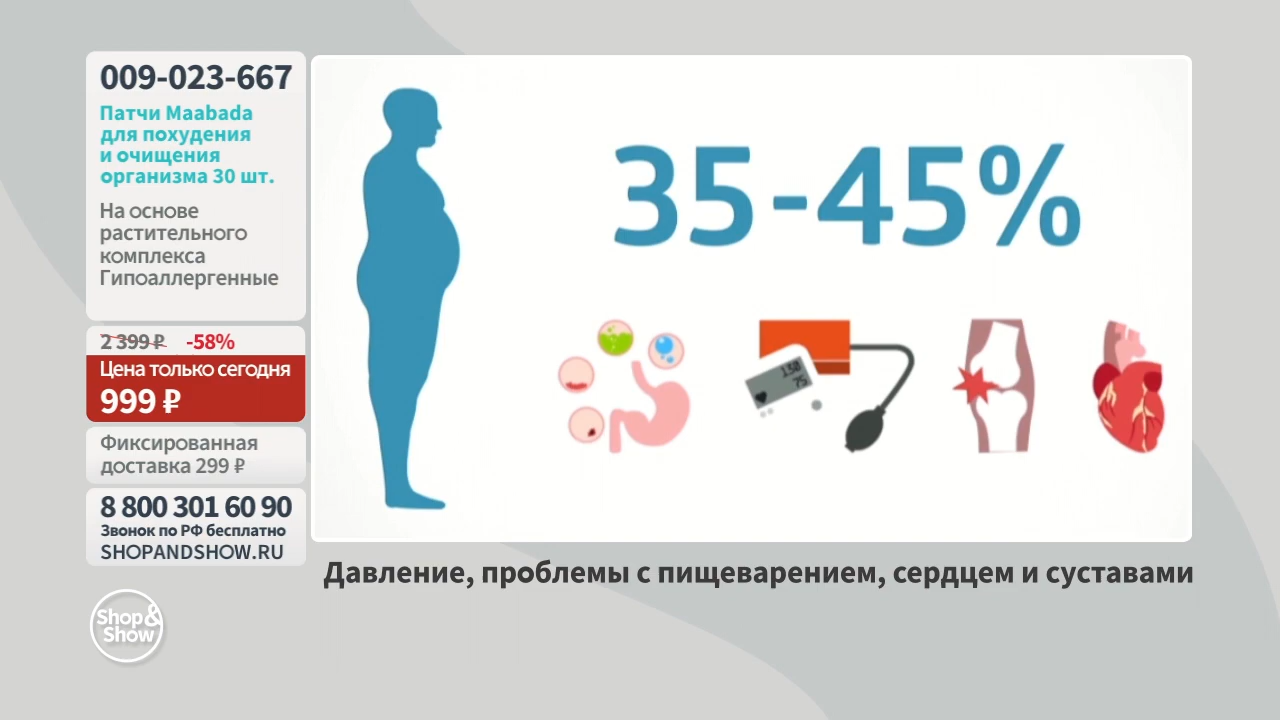 009-023-667
Патчи Maabada
для похудения
и очищения
организма 30 шт.
На основе
растительного
комплекса
Гипоаллергенные
2 399 ₽ -58%
Цена только сегодня
999 ₽
Фиксированная
доставка 299 ₽
8 800 301 60 90
Звонок по РФ бесплатно
SHOPANDSHOW.RU
Shop&
Show
35-45%
150
75
Давление, проблемы с пищеварением, сердцем и суставами